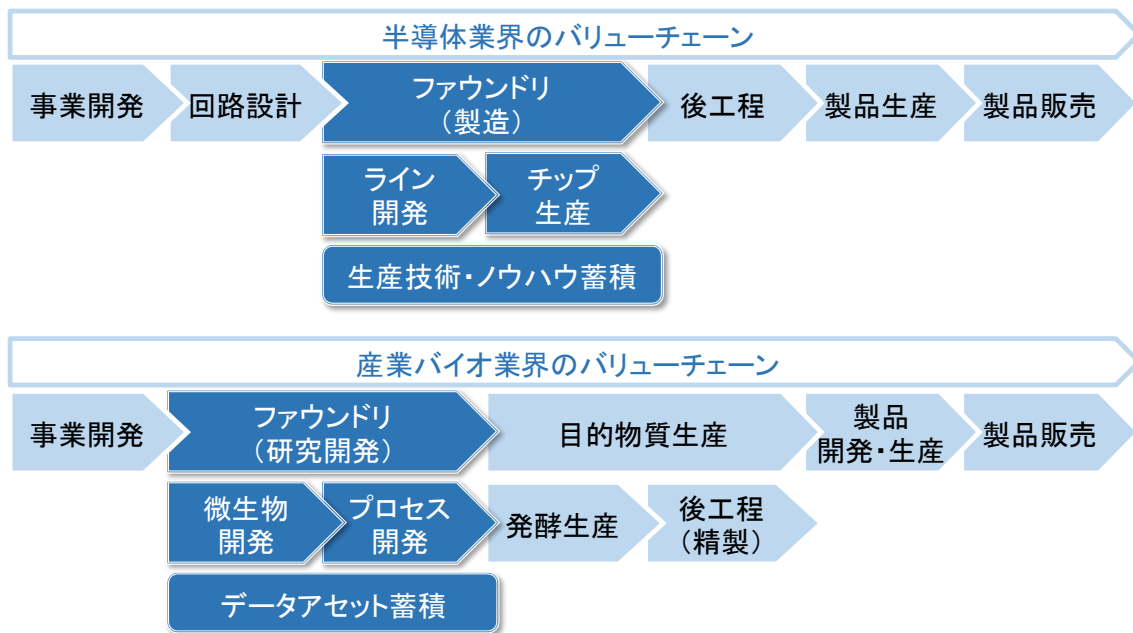 半導体業界のバリューチェーン
事業開発
回路設計
ファウンドリ
（製造）
後工程
製品生産
製品販売
ライン
開発
チップ
生産
生産技術・ノウハウ蓄積
産業バイオ業界のバリューチェーン
事業開発
ファウンドリ
（研究開発）
目的物質生産
製品
開発・生産
製品販売
微生物
開発
プロセス
開発
発酵生産
後工程
（精製）
データアセット蓄積